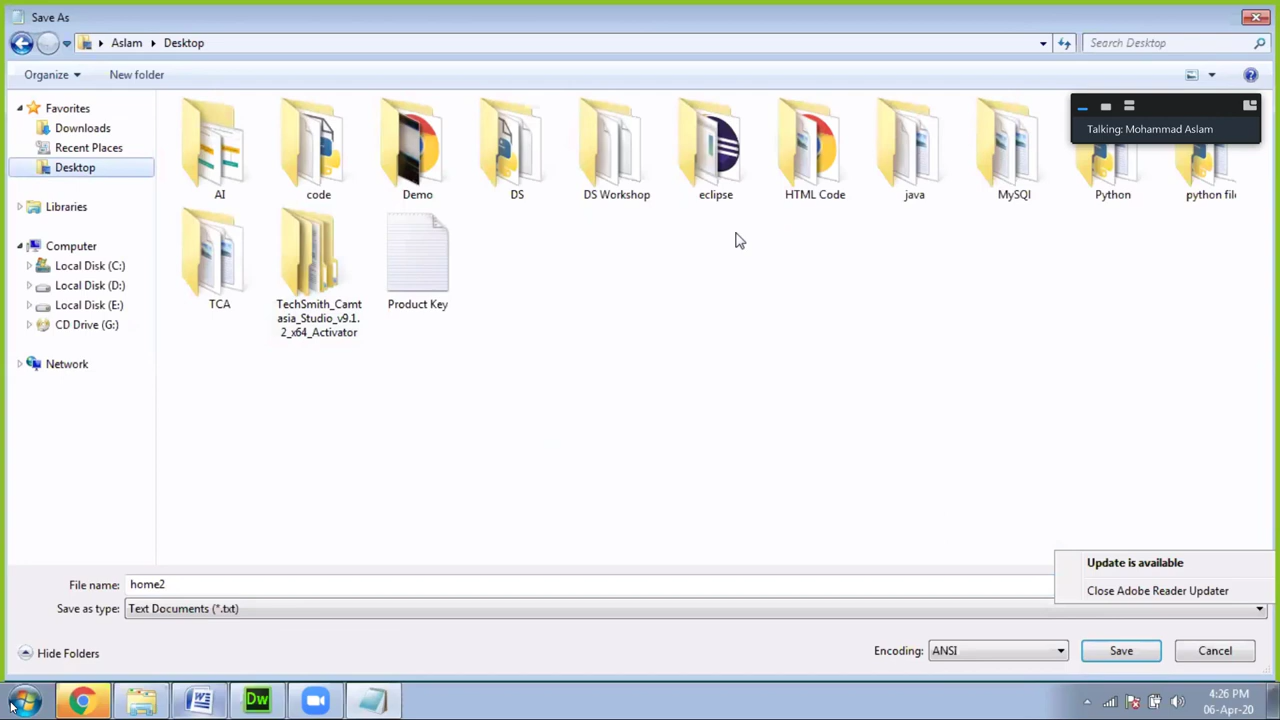 Save As
Aslam
Desktop
Search Desktop
Organize
New folder
Favorites
Downloads
Recent Places
Desktop
Libraries
Computer
Local Disk (C:)
Local Disk (D:)
Local Disk (E:)
CD Drive (G:)
Network
Talking: Mohammad Aslam
AI
code
Demo
DS
DS Workshop
eclipse
HTML Code
java
MySQl
Python
python file
TCA
TechSmith_Camt
asia_Studio_v9.1.
2_x64_Activator
Product Key
Update is available
Close Adobe Reader Updater
File name:
home2
Save as type:
Text Documents (*.txt)
Hide Folders
Encoding:
ANSI
Save
Cancel
W
Dw
4:26 PM
06-Apr-20